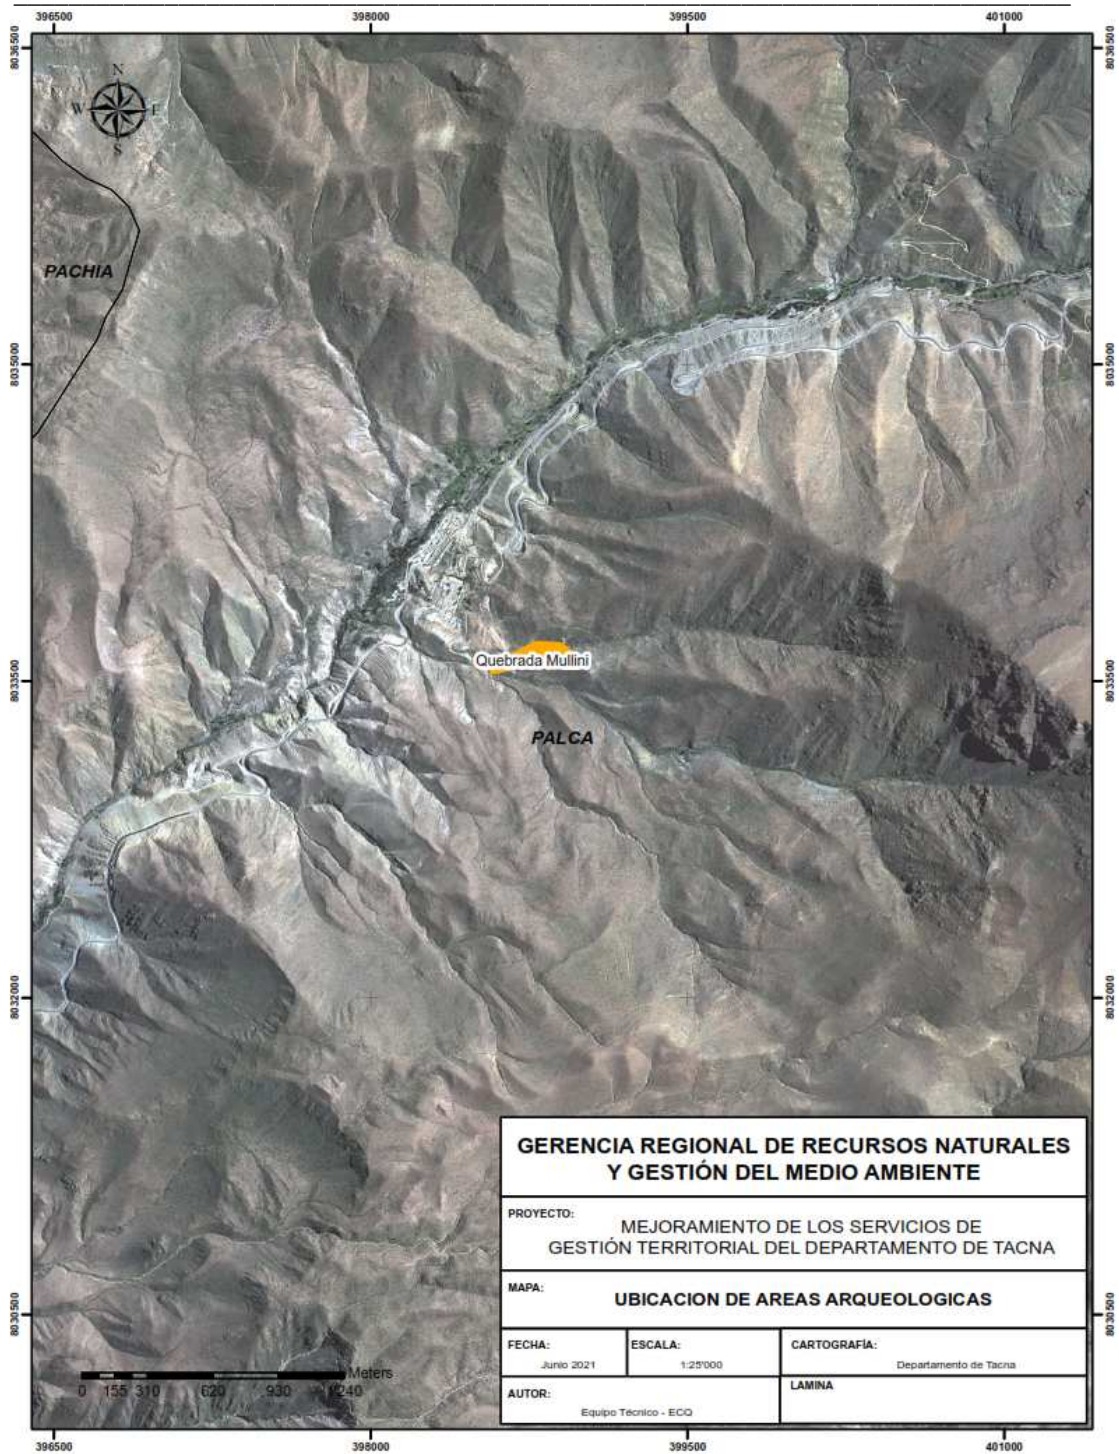 396500 398000 399500 401000
8036500 8036500
N
W E
S
PACHIA
8035000 8035000
Quebrada Mullini
8033500 8033500
PALCA
8032000 8032000
GERENCIA REGIONAL DE RECURSOS NATURALES
Y GESTIÓN DEL MEDIO AMBIENTE
PROYECTO:
MEJORAMIENTO DE LOS SERVICIOS DE
GESTIÓN TERRITORIAL DEL DEPARTAMENTO DE TACNA
MAPA:
UBICACION DE AREAS ARQUEOLOGICAS
8030500 8030500
FECHA: ESCALA: CARTOGRAFÍA:
Junio 2021 1:25'000 Departamento de Tacna
AUTOR: LAMINA
Equipo Técnico - ECQ
Meters
0 155 310 620 930 1240
396500 398000 399500 401000